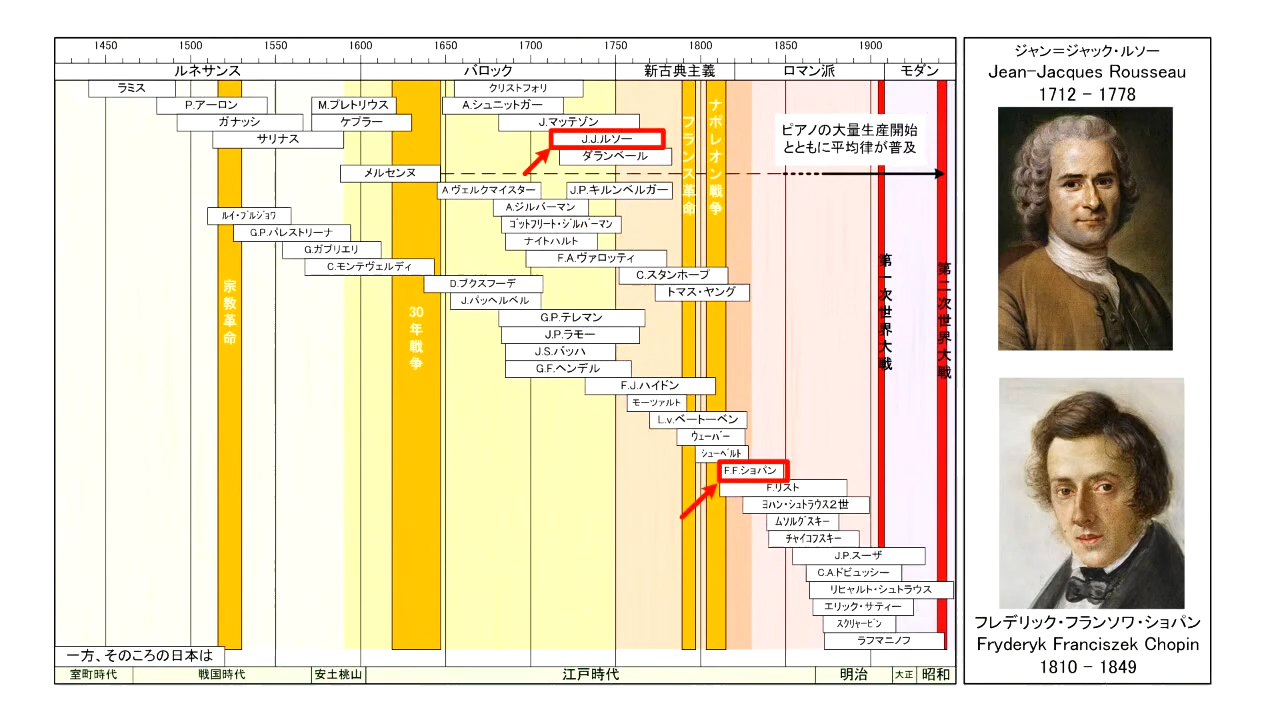 1450 1500 1550 1600 1650 1700 1750 1800 1850 1900
ルネサンス バロック 新古典主義 ロマン派 モダン
ラミス クリストフォリ
P.アーロン M.プレトリウス A.シュニットガー
ガナッシ ケプラー J.マッテゾン
サリナス J.J.ルソー
ダランベール
メルセンヌ
A.ヴェルクマイスター J.P.キルンベルガー
A.ジルバーマン
ルイ・ブルジョワ ゴットフリート・ジルバーマン
G.P.パレストリーナ ナイトハルト
G.ガブリエリ F.A.ヴァロッティ
C.モンテヴェルディ C.スタンホープ
D.ブクスフーデ トマス・ヤング
J.パッヘルベル
G.P.テレマン
J.P.ラモー
J.S.バッハ
G.F.ヘンデル
F.J.ハイドン
モーツァルト
L.v.ベートーベン
ウェーバー
シューベルト
F.F.ショパン
F.リスト
ヨハン・シュトラウス2世
ムソルグスキー
チャイコフスキー
J.P.スーザ
C.A.ドビュッシー
リヒャルト・シュトラウス
エリック・サティー
スクリャービン
ラフマニノフ
宗教革命
30年戦争
フランス革命
ナポレオン戦争
第一次世界大戦
第二次世界大戦
ピアノの大量生産開始
とともに平均律が普及
一方、そのころの日本は
室町時代 戦国時代 安土桃山 江戸時代 明治 大正 昭和
ジャン=ジャック・ルソー
Jean-Jacques Rousseau
1712 - 1778
フレデリック・フランソワ・ショパン
Fryderyk Franciszek Chopin
1810 - 1849